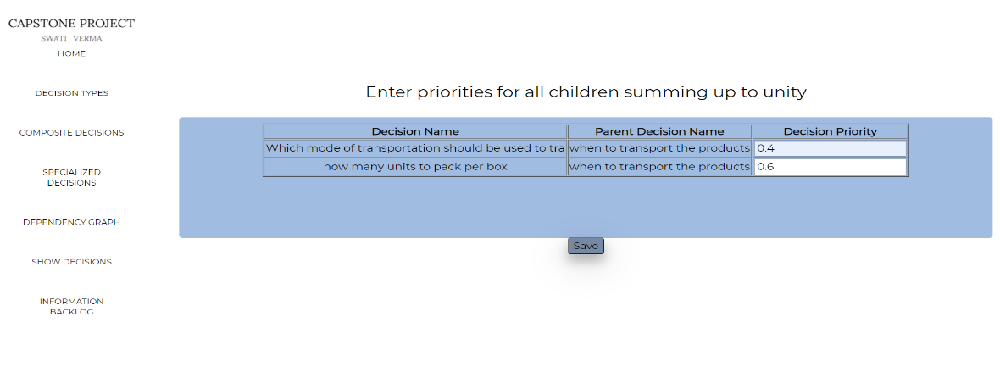 CAPSTONE PROJECT
SWATI VERMA
HOME
DECISION TYPES
COMPOSITE DECISIONS
SPECIALIZED
DECISIONS
DEPENDENCY GRAPH
SHOW DECISIONS
INFORMATION
BACKLOG
Enter priorities for all children summing up to unity
Decision Name Parent Decision Name Decision Priority
Which mode of transportation should be used to tra when to transport the products 0.4
how many units to pack per box when to transport the products 0.6
Save